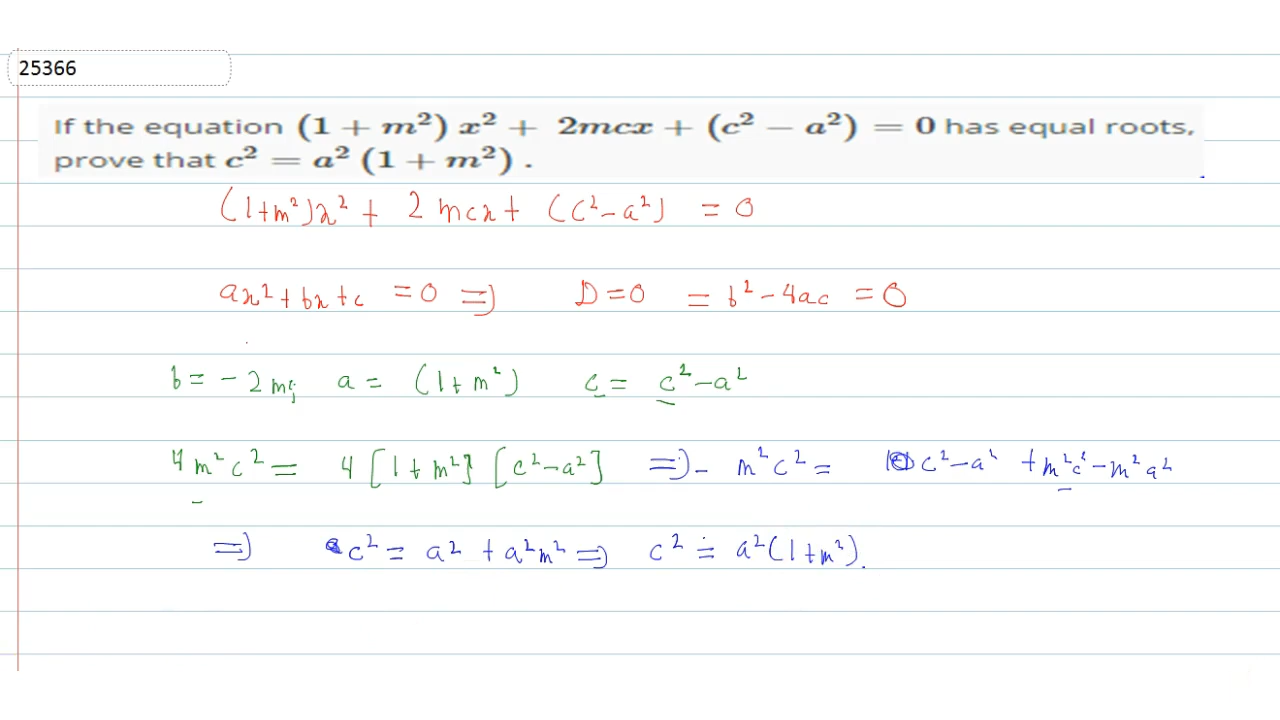 25366
If the equation (1 + m²) x² + 2mcx + (c² − a²) = 0 has equal roots,
prove that c² = a² (1 + m²) .
(1+m²)x² + 2mcx + (c²-a²) = 0
ax²+bx+c = 0 => D=0 = b²-4ac = 0
b = -2mc, a = (1+m²) c = c²-a²
4m²c² = 4[1+m²][c²-a²] =>- m²c² = c²-a² +m²c²-m²a²
=> c² = a² + a²m² => c² = a²(1+m²).